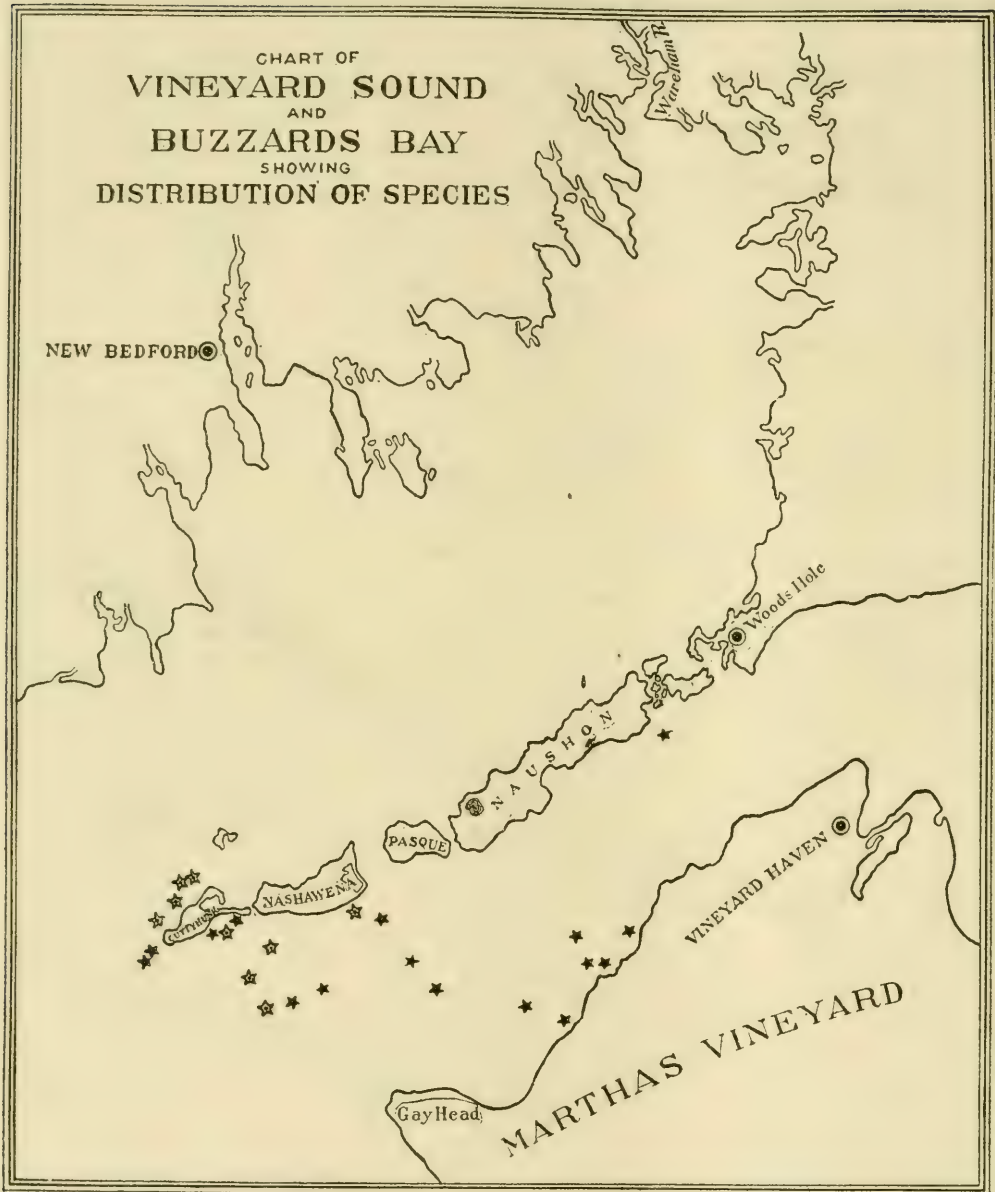 CHART OF
VINEYARD SOUND
AND
BUZZARDS BAY
SHOWING
DISTRIBUTION OF SPECIES
Wareham R.
NEW BEDFORD
Woods Hole
NAUSHON
PASQUE
NASHAWENA
CUTTYHUNK
VINEYARD HAVEN
MARTHAS VINEYARD
Gay Head